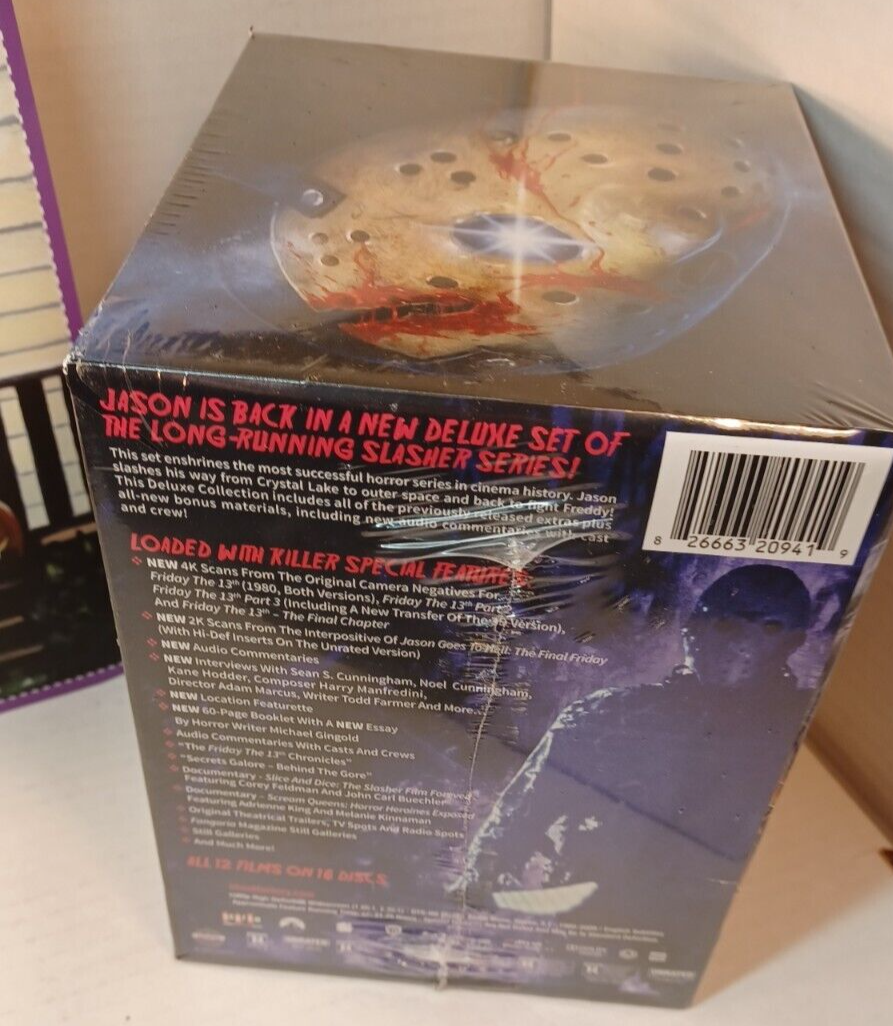 JASON IS BACK IN A NEW DELUXE SET OF
THE LONG-RUNNING SLASHER SERIES!
This set enshrines the most successful horror series in cinema history. Jason
slashes his way from Crystal Lake to outer space and back to fight Freddy!
This Deluxe Collection includes all of the previously released extras plus
all-new bonus materials, including new audio commentaries with cast
and crew!
8 26663 20941 9
LOADED WITH KILLER SPECIAL FEATURES
NEW 4K Scans From The Original Camera Negatives For
Friday The 13th (1980, Both Versions), Friday The 13th Part
Friday The 13th Part 3 (Including A New Transfer Of The 3D Version),
And Friday The 13th – The Final Chapter
NEW 2K Scans From The Interpositive Of Jason Goes To Hell: The Final Friday
(With Hi-Def Inserts On The Unrated Version)
NEW Audio Commentaries
NEW Interviews With Sean S. Cunningham, Noel Cunningham,
Kane Hodder, Composer Harry Manfredini,
Director Adam Marcus, Writer Todd Farmer And More...
NEW Location Featurette
NEW 60-Page Booklet With A NEW Essay
By Horror Writer Michael Gingold
Audio Commentaries With Casts And Crews
"The Friday The 13th Chronicles"
"Secrets Galore – Behind The Gore"
Documentary - Slice And Dice: The Slasher Film Forever
Featuring Corey Feldman And John Carl Buechler
Documentary - Scream Queens: Horror Heroines Exposed
Featuring Adrienne King And Melanie Kinnaman
Original Theatrical Trailers, TV Spots And Radio Spots
Fangoria Magazine Still Galleries
Still Galleries
And Much More!
ALL 12 FILMS ON 16 DISCS